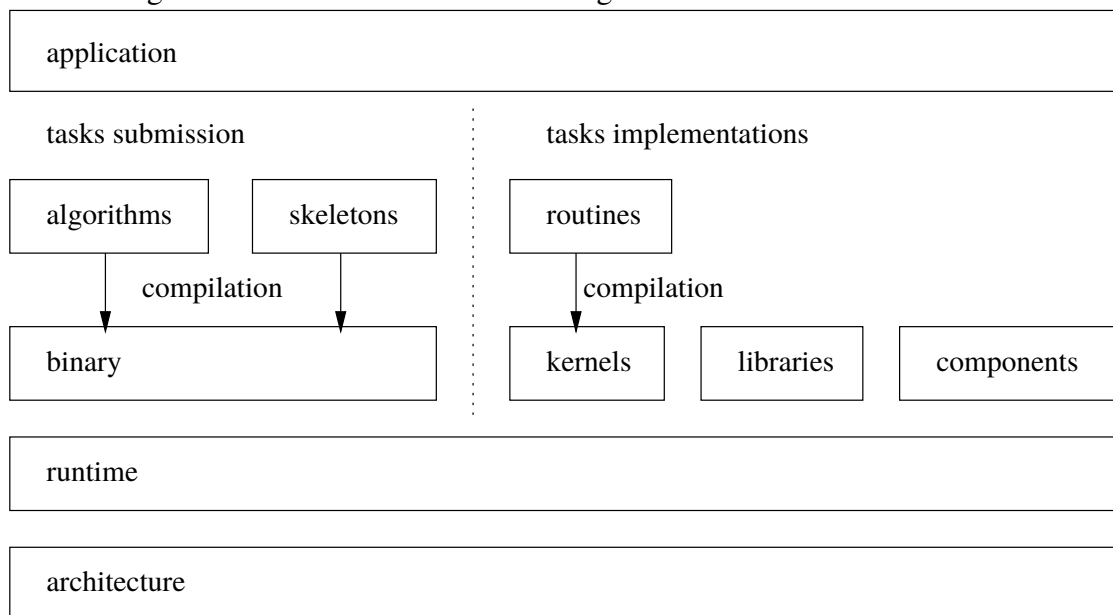 application
tasks submission
tasks implementations
algorithms
skeletons
routines
compilation
compilation
binary
kernels
libraries
components
runtime
architecture